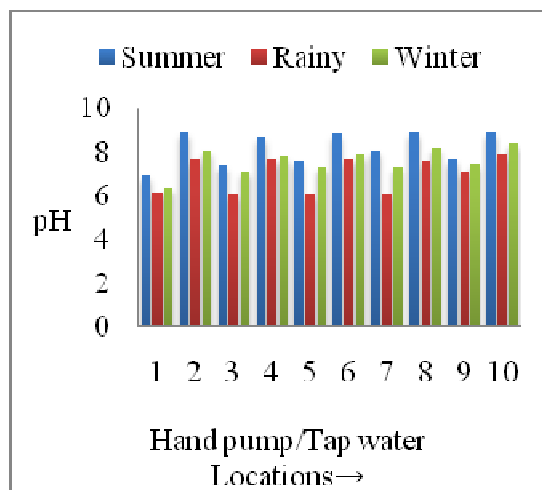 Summer Rainy Winter
10
8
6
4
2
0
pH
1 2 3 4 5 6 7 8 9 10
Hand pump/Tap water
Locations→